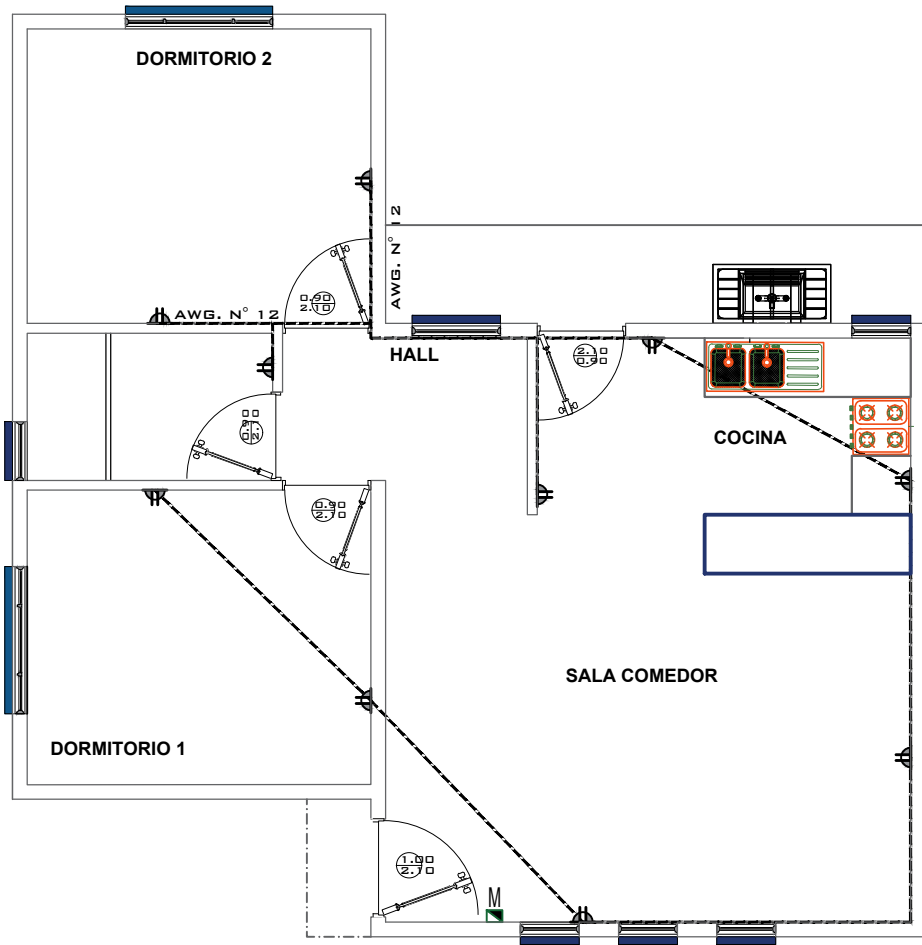 DORMITORIO 2
AWG. N° 12
0.90
2.10
AWG. N° 12
HALL
2.10
0.90
COCINA
0.90
2.10
SALA COMEDOR
DORMITORIO 1
1.00
2.10
M